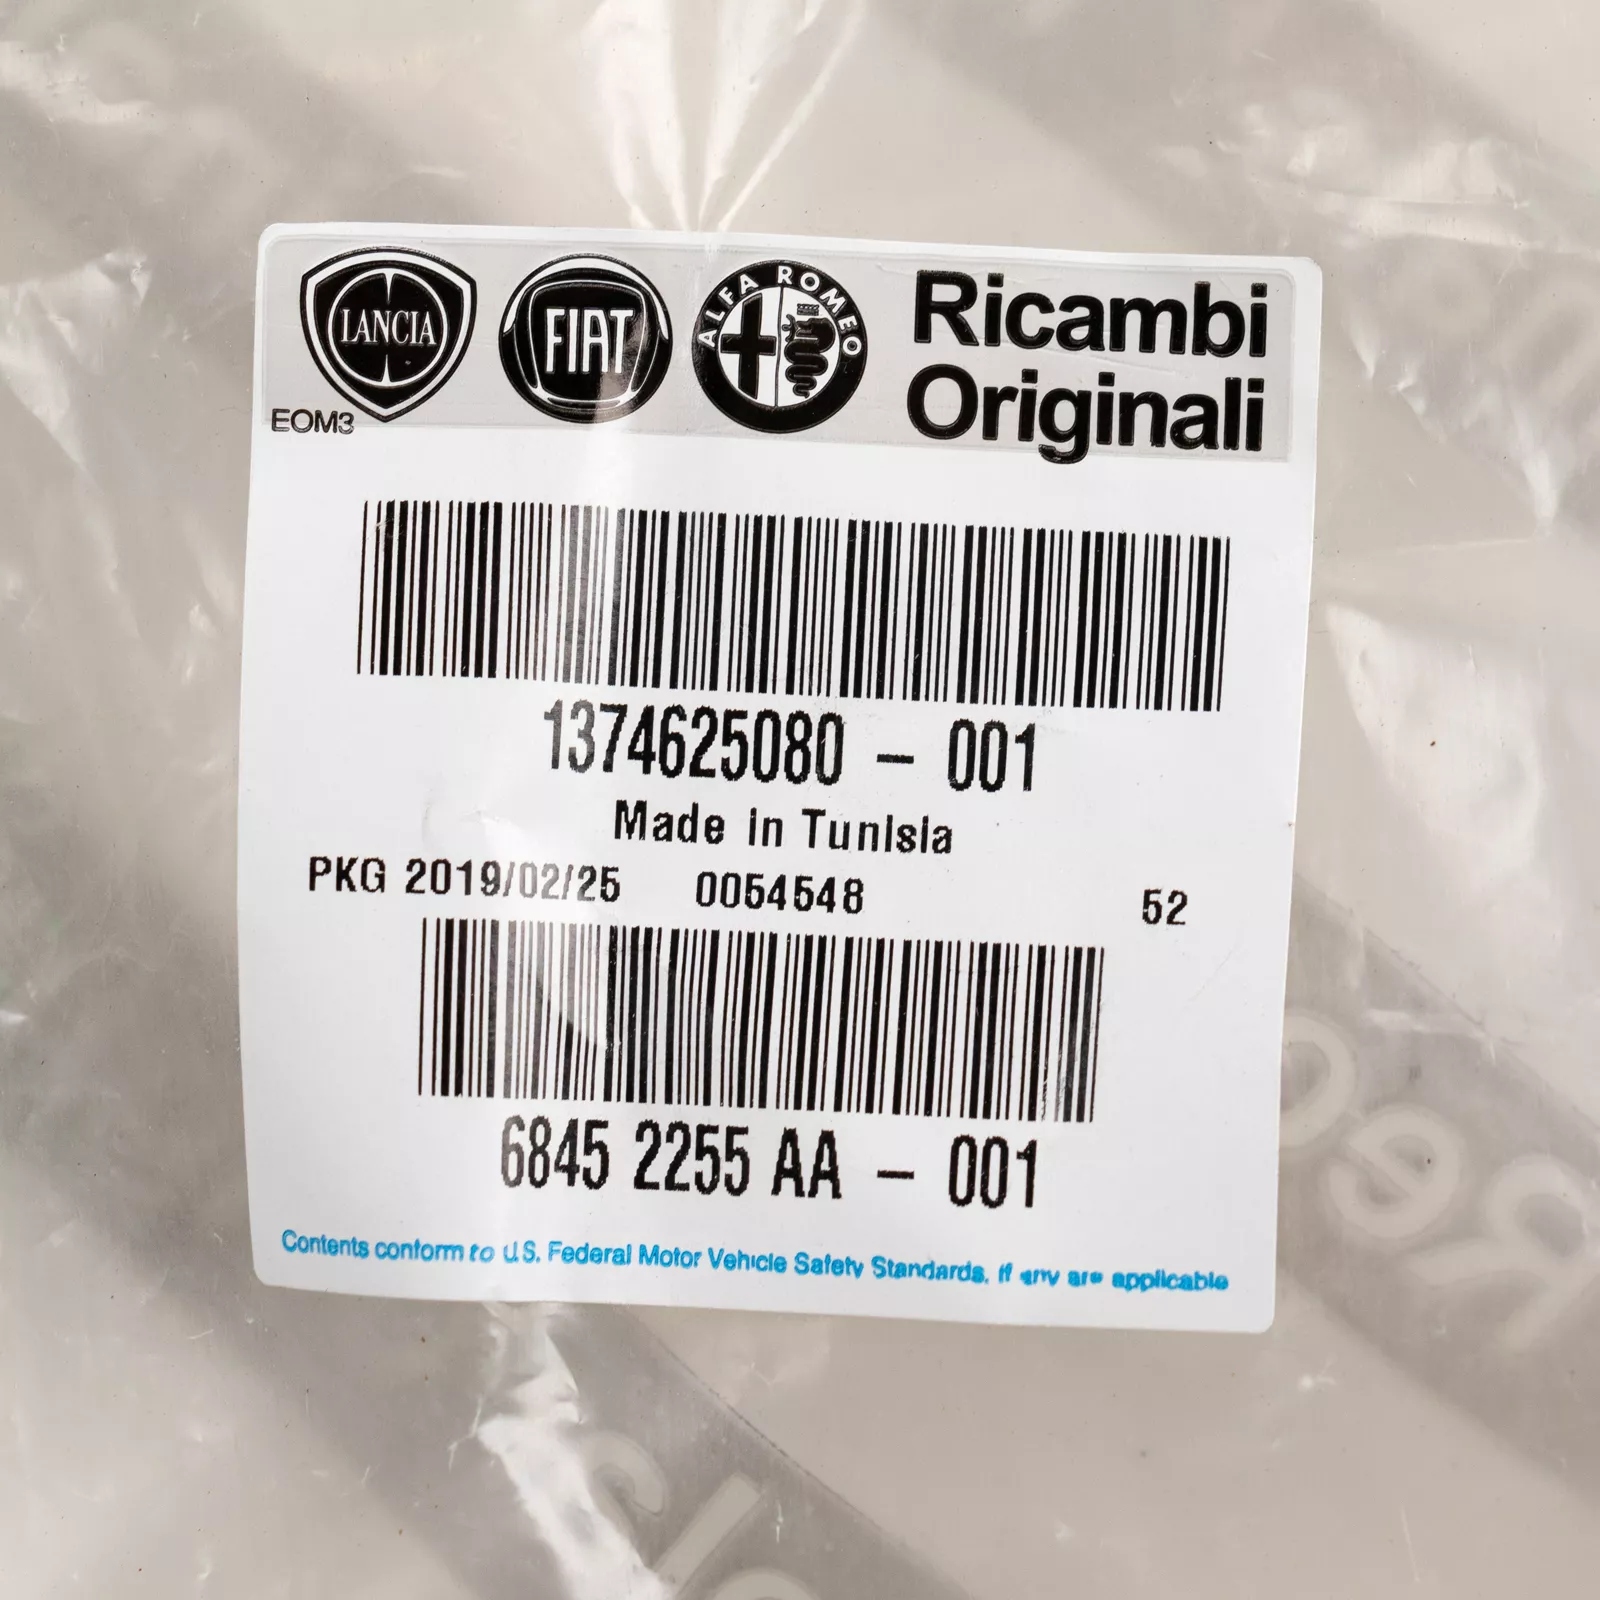 LANCIA
FIAT
ALFA ROMEO
Ricambi
Originali
EOM3
1374625080 - 001
Made in Tunisia
PKG 2019/02/25 0054548 52
6845 2255 AA - 001
Contents conform to U.S. Federal Motor Vehicle Safety Standards, if any are applicable